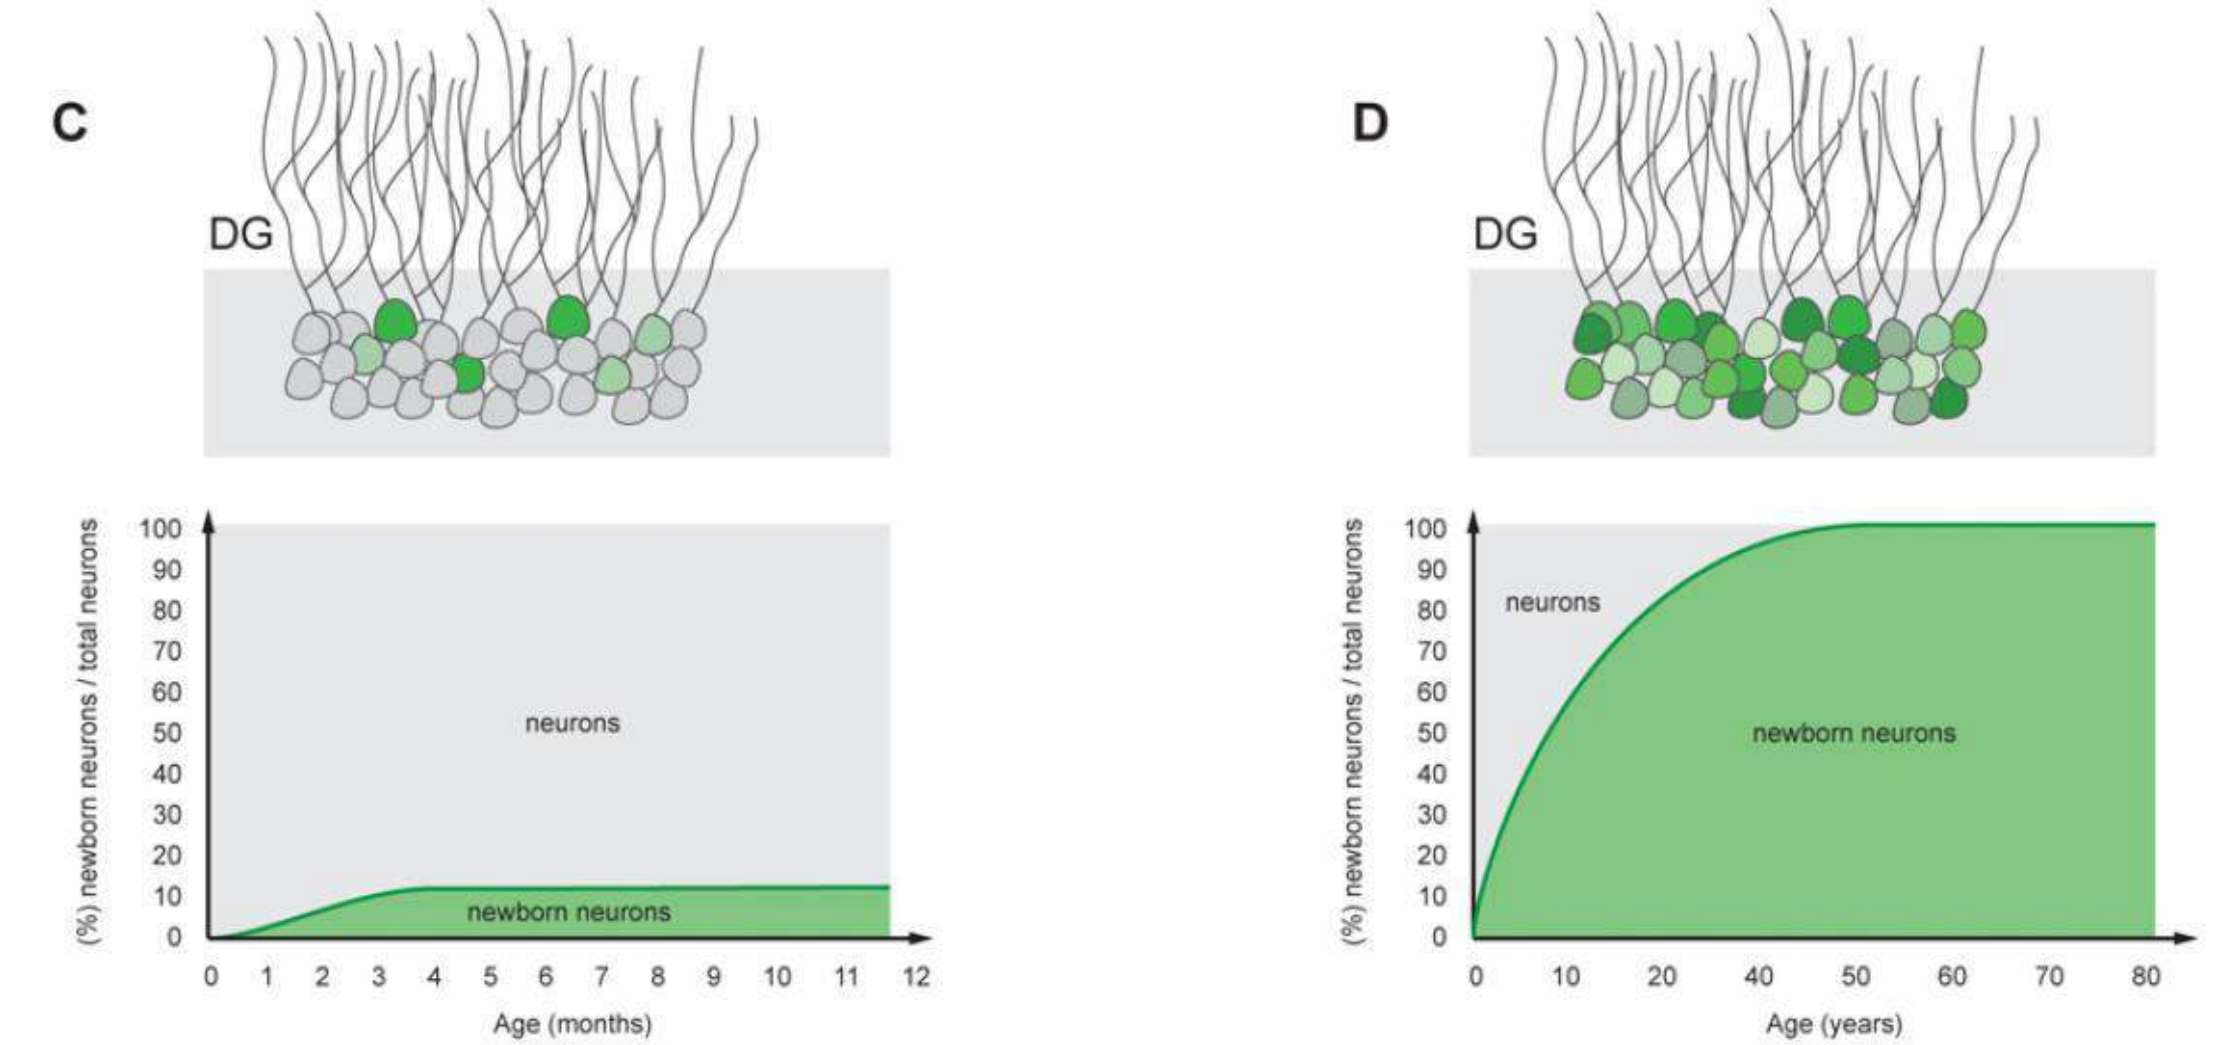 C
DG
(%) newborn neurons / total neurons
100
90
80
70
60
50
40
30
20
10
0
neurons
newborn neurons
0 1 2 3 4 5 6 7 8 9 10 11 12
Age (months)
D
DG
(%) newborn neurons / total neurons
100
90
80
70
60
50
40
30
20
10
0
neurons
newborn neurons
0 10 20 40 50 60 70 80
Age (years)